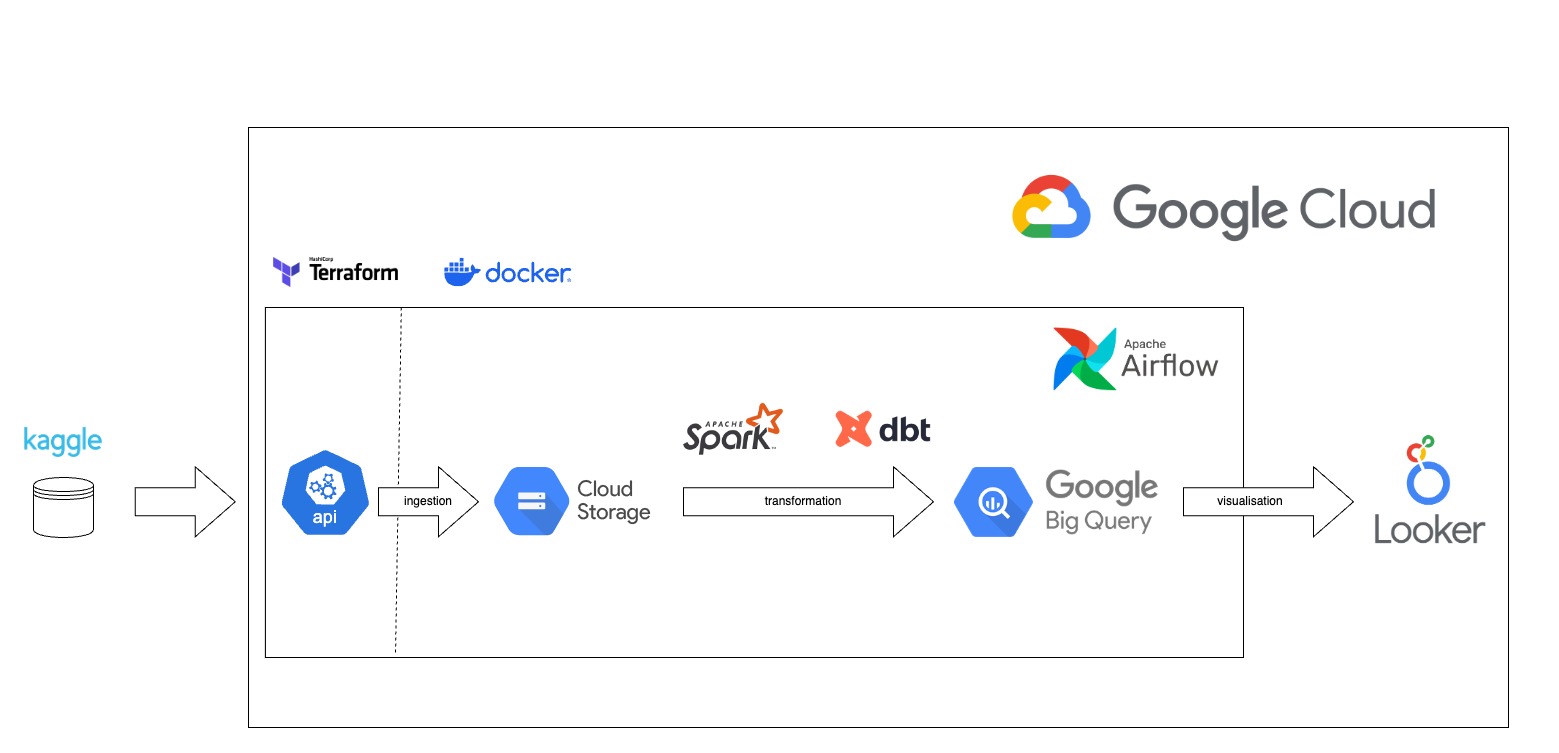 Google Cloud
HashiCorp
Terraform
docker
Apache
Airflow
APACHE
Spark
TM
dbt
kaggle
api
ingestion
Cloud
Storage
transformation
Google
Big Query
visualisation
Looker